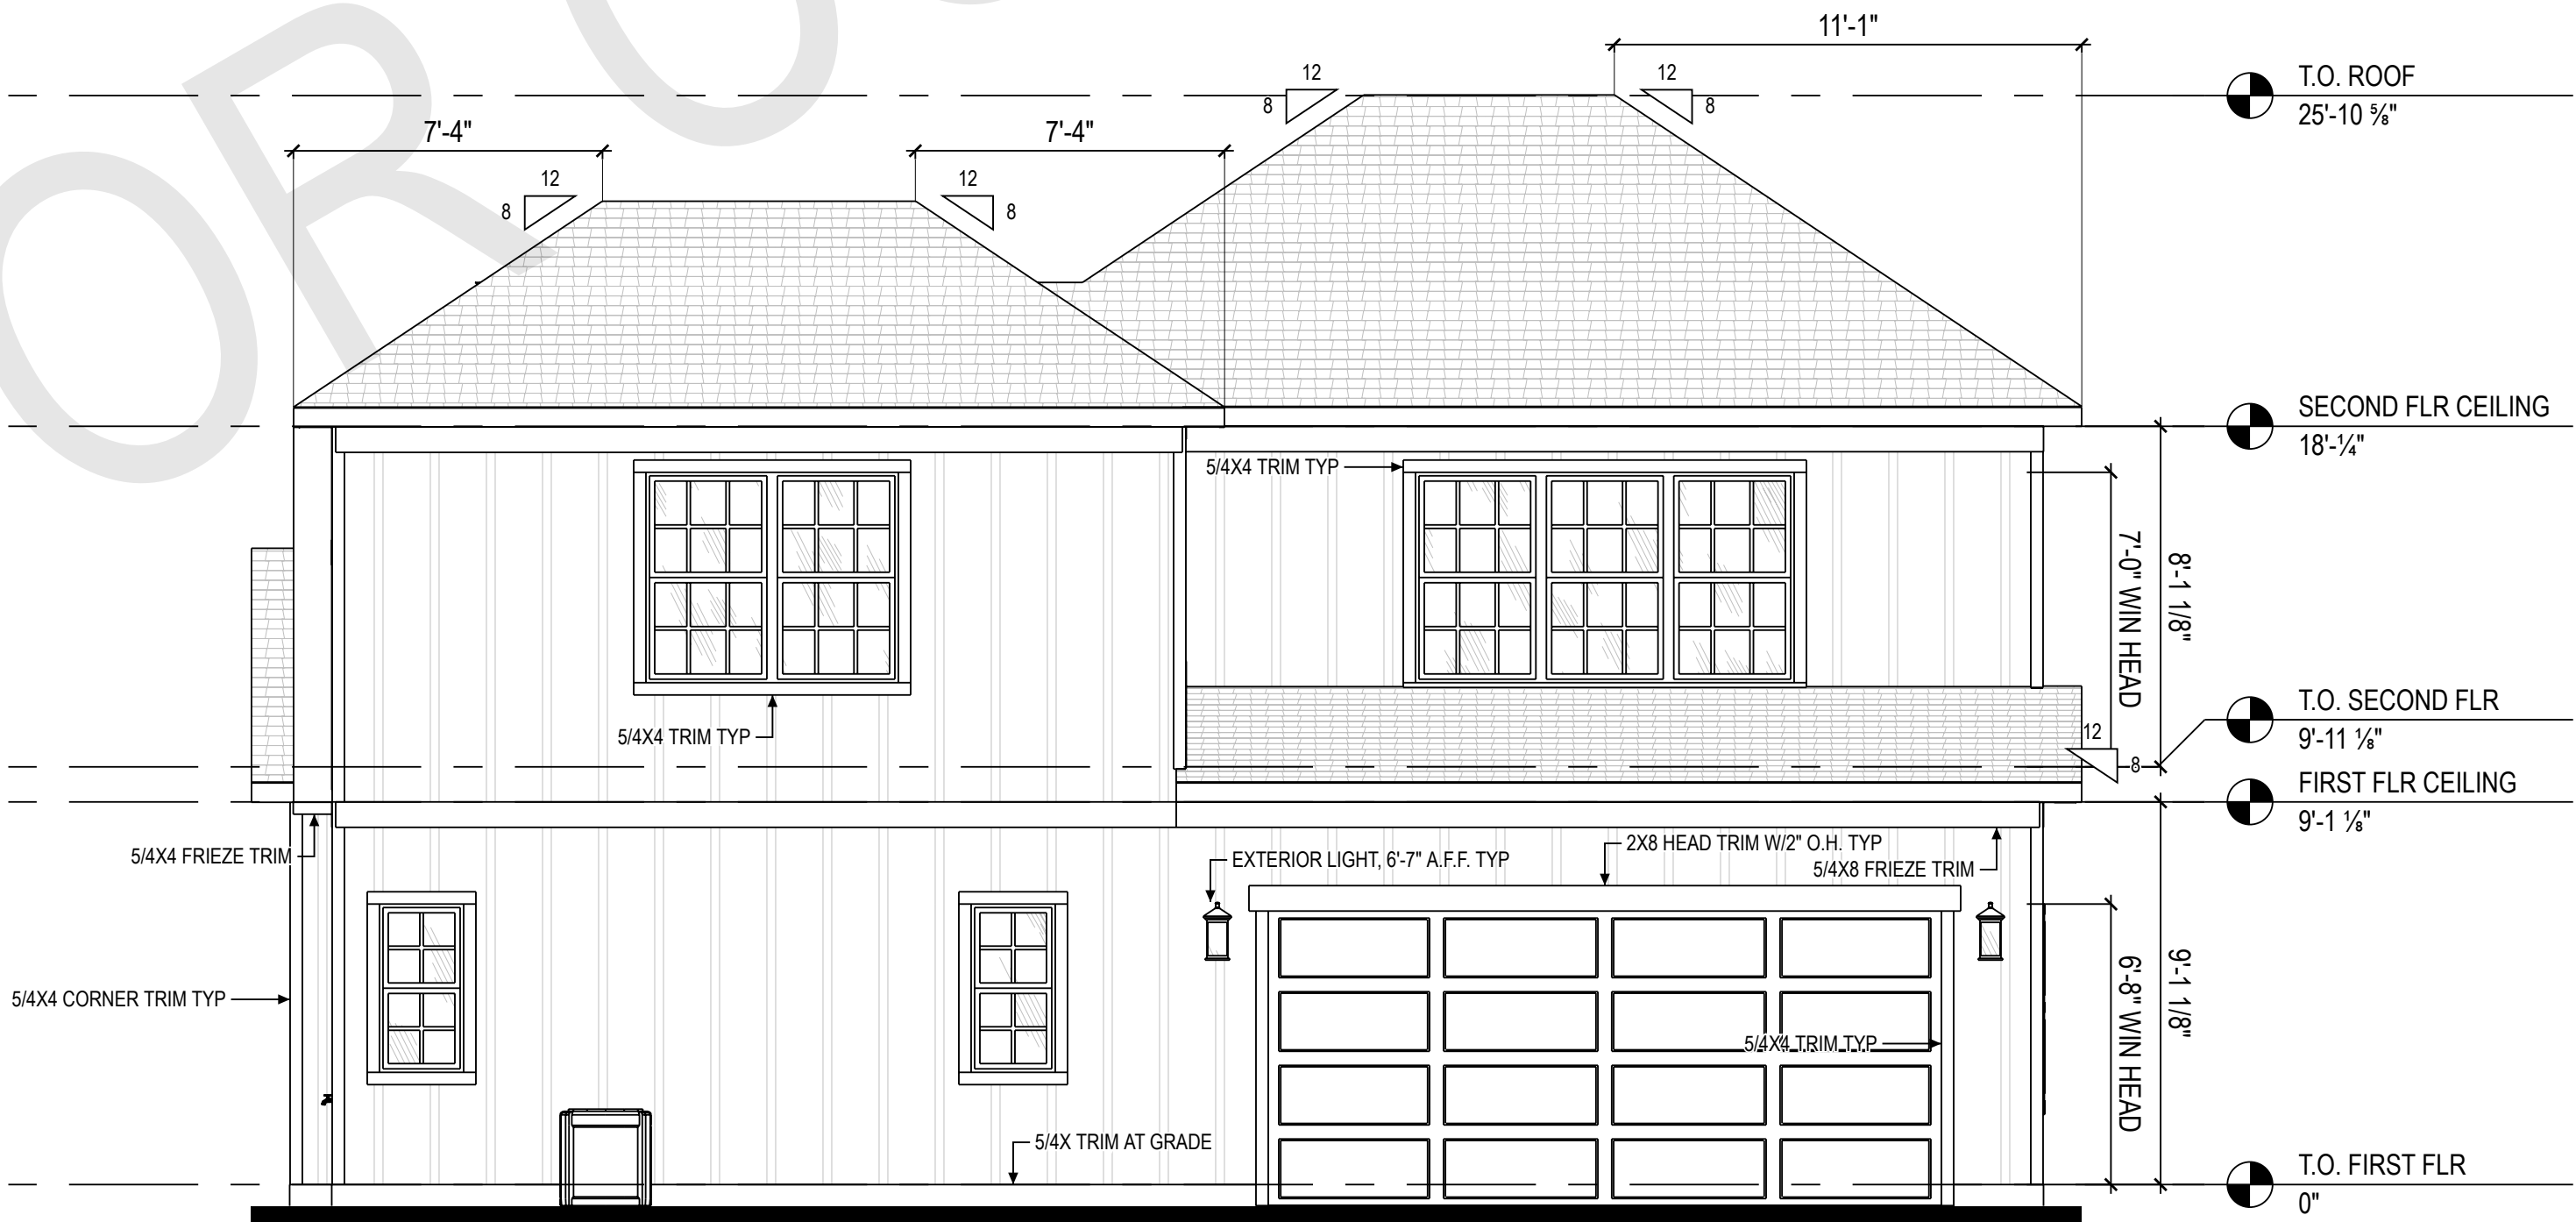 OR U
11'-1"
12
8
12
8
T.O. ROOF
25'-10 ⅝"
7'-4"
7'-4"
12
8
12
8
SECOND FLR CEILING
18'-¼"
5/4X4 TRIM TYP
7'-0" WIN HEAD
8'-1 1/8"
5/4X4 TRIM TYP
T.O. SECOND FLR
9'-11 ⅛"
12
8
FIRST FLR CEILING
9'-1 ⅛"
5/4X4 FRIEZE TRIM
EXTERIOR LIGHT, 6'-7" A.F.F. TYP
2X8 HEAD TRIM W/2" O.H. TYP
5/4X8 FRIEZE TRIM
5/4X4 CORNER TRIM TYP
6'-8" WIN HEAD
9'-1 1/8"
5/4X4 TRIM TYP
5/4X TRIM AT GRADE
T.O. FIRST FLR
0"